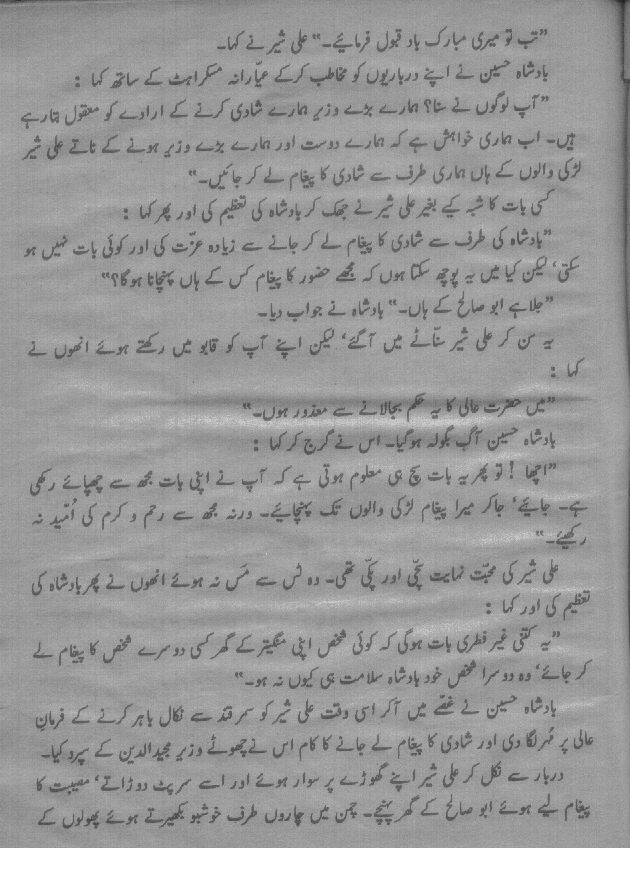 ”تب تو میری مبارک باد قبول فرمائیے۔“ علی شیر نے کہا۔
بادشاہ حسین نے اپنے درباریوں کو مخاطب کرکے عیّارانہ مسکراہٹ کے ساتھ کہا :
”آپ لوگوں نے سنا؟ ہمارے بڑے وزیر ہمارے شادی کرنے کے ارادے کو معقول بتا رہے
ہیں۔ اب ہماری خواہش ہے کہ ہمارے دوست اور ہمارے بڑے وزیر ہونے کے ناتے علی شیر
لڑکی والوں کے ہاں ہماری طرف سے شادی کا پیغام لے کر جائیں۔“
کسی بات کا شبہ کیے بغیر علی شیر نے جھک کر بادشاہ کی تعظیم کی اور پھر کہا :
”بادشاہ کی طرف سے شادی کا پیغام لے کر جانے سے زیادہ عزّت کی اور کوئی بات نہیں ہو
سکتی‘ لیکن کیا میں یہ پوچھ سکتا ہوں کہ مجھے حضور کا پیغام کس کے ہاں پہنچانا ہوگا؟“
”جلاہے ابو صالح کے ہاں۔“ بادشاہ نے جواب دیا۔
یہ سن کر علی شیر سنّاٹے میں آگئے‘ لیکن اپنے آپ کو قابو میں رکھتے ہوئے انھوں نے
کہا :
”میں حضرت عالی کا یہ حکم بجالانے سے معذور ہوں۔“
بادشاہ حسین آگ بگولہ ہوگیا۔ اس نے گرج کر کہا :
”اچھا ! تو پھر یہ بات سچ ہی معلوم ہوتی ہے کہ آپ نے اپنی بات مجھ سے چھپائے رکھی
ہے۔ جائیے‘ جاکر میرا پیغام لڑکی والوں تک پہنچائیے۔ ورنہ مجھ سے رحم و کرم کی اُمّید نہ
رکھیئے۔“
علی شیر کی محبّت نہایت سچّی اور پکّی تھی۔ وہ ٹس سے مَس نہ ہوئے انھوں نے پھر بادشاہ کی
تعظیم کی اور کہا :
”یہ کتنی غیر فطری بات ہوگی کہ کوئی شخص اپنی منگیتر کے گھر کسی دوسرے شخص کا پیغام لے
کر جائے‘ وہ دوسرا شخص خود بادشاہ سلامت ہی کیوں نہ ہو۔“
بادشاہ حسین نے غصّے میں آکر اسی وقت علی شیر کو سمرقند سے نکال باہر کرنے کے فرمانِ
عالی پر مُہر لگا دی اور شادی کا پیغام لے جانے کا کام اس نے چھوٹے وزیر مجیدالدین کے سپرد کیا۔
دربار سے نکل کر علی شیر اپنے گھوڑے پر سوار ہوئے اور اسے سرپٹ دوڑاتے‘ مصیبت کا
پیغام لیے ہوئے ابو صالح کے گھر پہنچے۔ چمن میں چاروں طرف خوشبو بکھیرتے ہوئے پھولوں کے